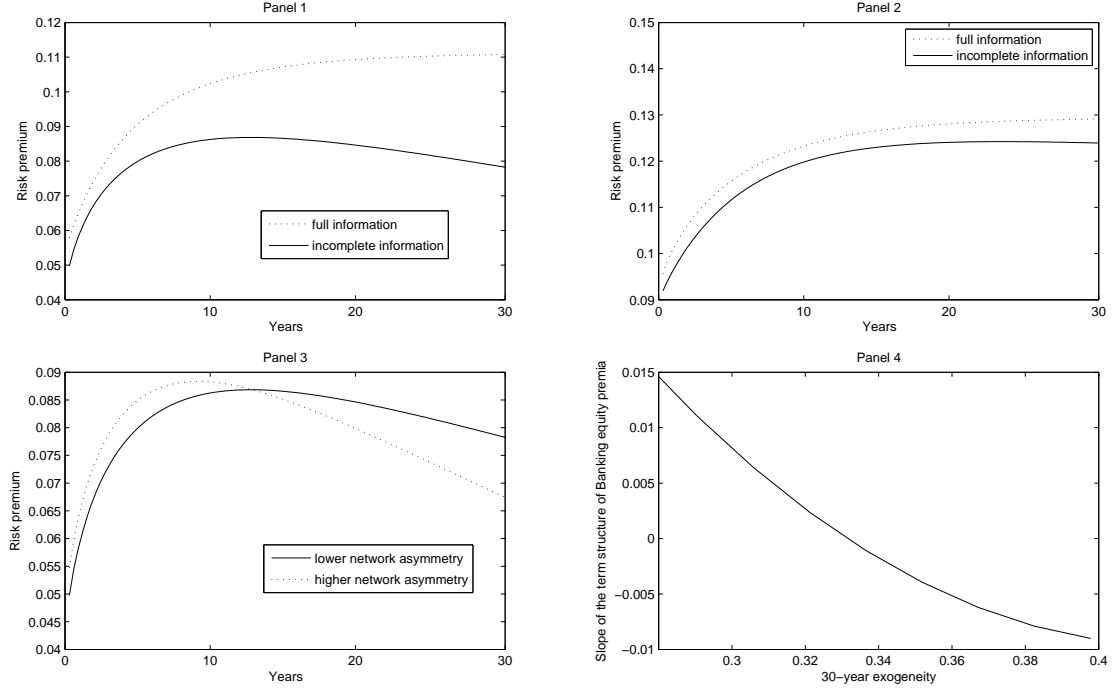 Panel 1
0.12
0.11
0.1
0.09
0.08
0.07
0.06
0.05
0.04
Risk premium
full information
incomplete information
0
10
20
30
Years
Panel 2
0.15
0.14
0.13
0.12
0.11
0.1
0.09
Risk premium
full information
incomplete information
0
10
20
30
Years
Panel 3
0.09
0.085
0.08
0.075
0.07
0.065
0.06
0.055
0.05
0.045
0.04
Risk premium
lower network asymmetry
higher network asymmetry
0
10
20
30
Years
Panel 4
0.015
0.01
0.005
0
−0.005
−0.01
Slope of the term structure of Banking equity premia
0.3
0.32
0.34
0.36
0.38
0.4
30−year exogeneity